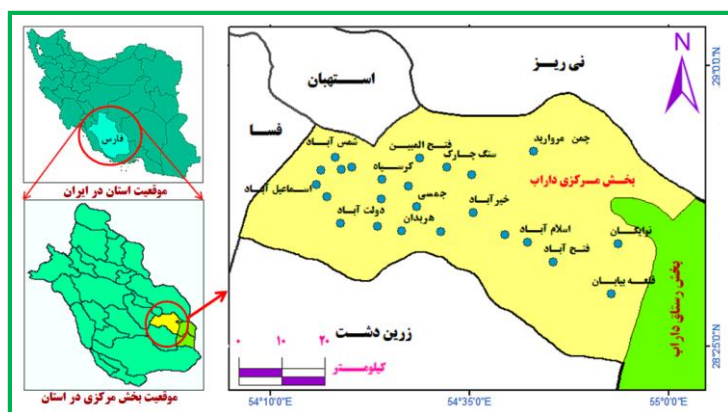 فارس
موقعیت استان در ایران
موقعیت بخش مرکزی در استان
N
نی ریز
استهبان
فسا
چمن مروارید
فتح المبین
سنگ چارک
شمس آباد
کرسیاه
بخش مرکزی داراب
اسماعیل آباد
جمسی
خیرآباد
دولت آباد
هربدان
اسلام آباد
نوایگان
فتح آباد
قلعه بیابان
بخش رستاق داراب
زرین دشت
۰ ۱۰ ۲۰
کیلومتر
54°10'0"E
54°35'0"E
55°0'0"E
29°0'0"N
28°25'0"N